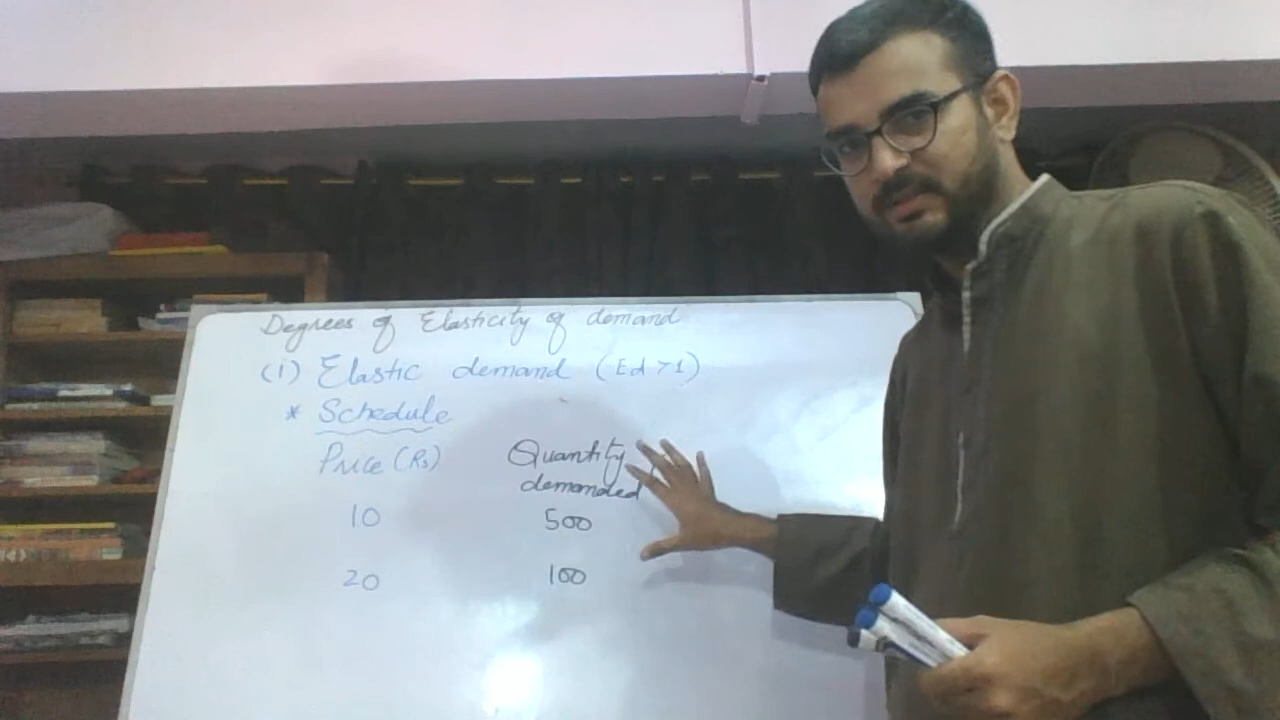 Degrees of Elasticity of demand
(i) Elastic demand (Ed > 1)
* Schedule
Price (Rs) Quantity demanded
10 500
20 100